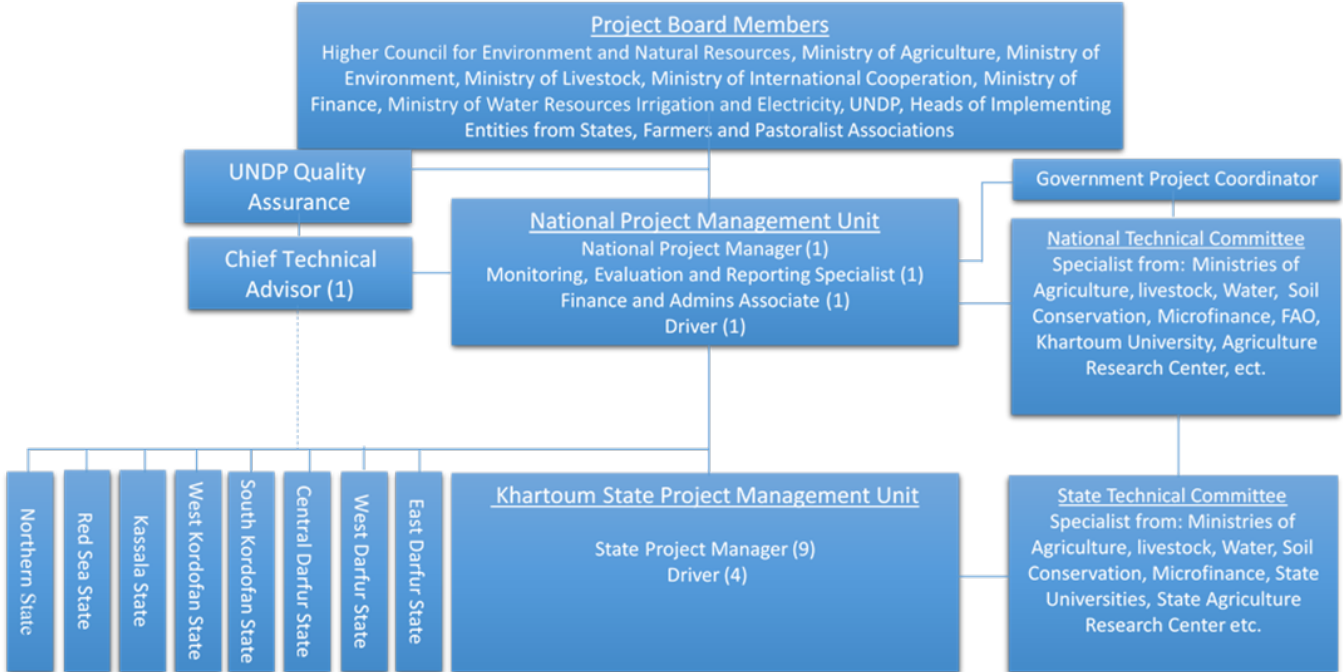 Project Board Members
Higher Council for Environment and Natural Resources, Ministry of Agriculture, Ministry of
Environment, Ministry of Livestock, Ministry of International Cooperation, Ministry of
Finance, Ministry of Water Resources Irrigation and Electricity, UNDP, Heads of Implementing
Entities from States, Farmers and Pastoralist Associations
UNDP Quality
Assurance
Chief Technical
Advisor (1)
National Project Management Unit
National Project Manager (1)
Monitoring, Evaluation and Reporting Specialist (1)
Finance and Admins Associate (1)
Driver (1)
Government Project Coordinator
National Technical Committee
Specialist from: Ministries of
Agriculture, livestock, Water, Soil
Conservation, Microfinance, FAO,
Khartoum University, Agriculture
Research Center, ect.
Northern State
Red Sea State
Kassala State
West Kordofan State
South Kordofan State
Central Darfur State
West Darfur State
East Darfur State
Khartoum State Project Management Unit
State Project Manager (9)
Driver (4)
State Technical Committee
Specialist from: Ministries of
Agriculture, livestock, Water, Soil
Conservation, Microfinance, State
Universities, State Agriculture
Research Center etc.